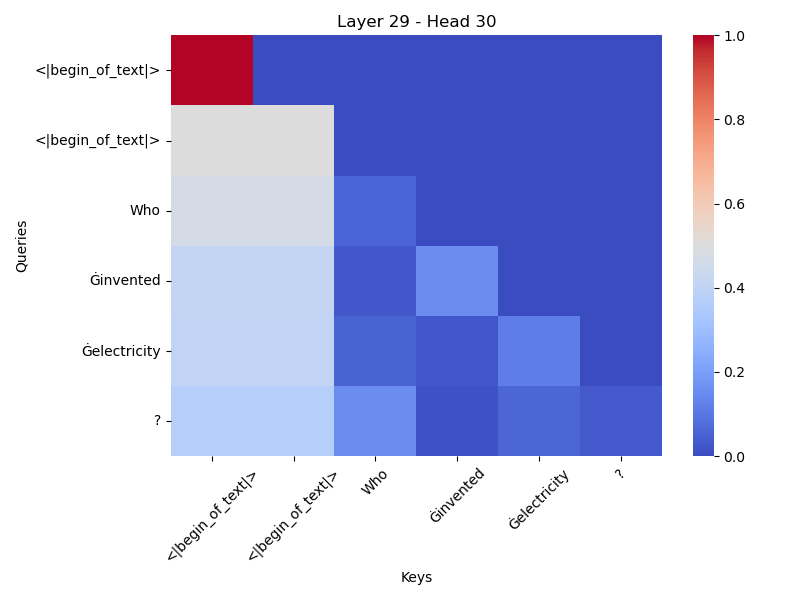 Layer 29 - Head 30
<|begin_of_text|>
<|begin_of_text|>
Who
Ġinvented
Ġelectricity
?
Queries
<|begin_of_text|>
<|begin_of_text|>
Who
Ġinvented
Ġelectricity
?
Keys
1.0
0.8
0.6
0.4
0.2
0.0